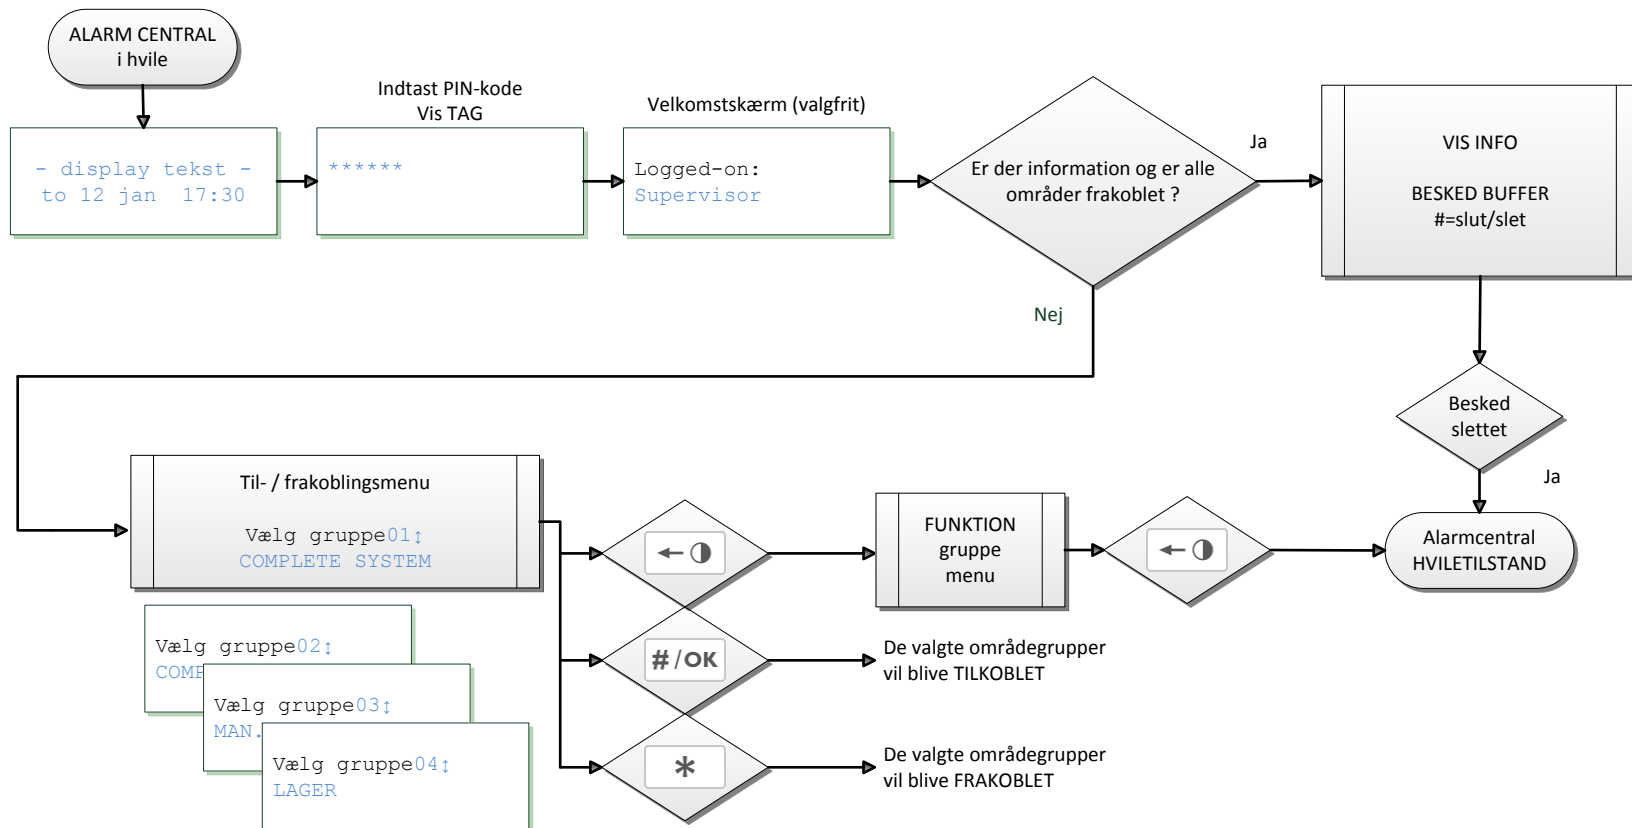 ALARM CENTRAL
i hvile
Indtast PIN-kode
Vis TAG
Velkomstskærm (valgfrit)
- display tekst -
to 12 jan 17:30
******
Logged-on:
Supervisor
Er der information og er alle
områder frakoblet ?
Ja
VIS INFO
BESKED BUFFER
#=slut/slet
Nej
Besked
slettet
Ja
Til- / frakoblingsmenu
Vælg gruppe01↕
COMPLETE SYSTEM
FUNKTION
gruppe
menu
Alarmcentral
HVILETILSTAND
Vælg gruppe02↕
COMP
Vælg gruppe03↕
MAN.
Vælg gruppe04↕
LAGER
#/OK
De valgte områdegrupper
vil blive TILKOBLET
*
De valgte områdegrupper
vil blive FRAKOBLET